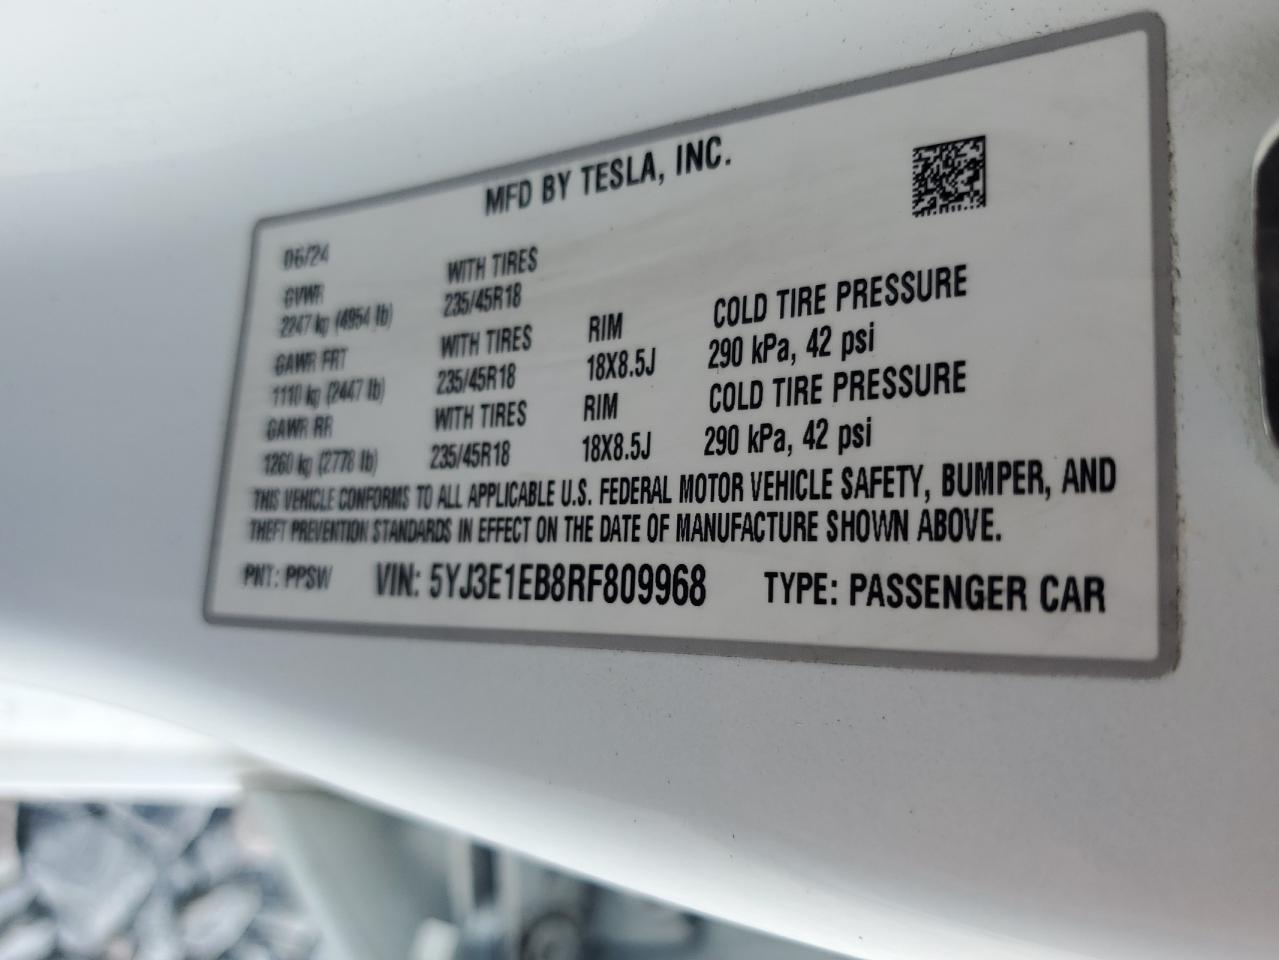 MFD BY TESLA, INC.
06/24
GVWR WITH TIRES
2247 kg (4954 lb) 235/45R18
GAWR FRT WITH TIRES RIM COLD TIRE PRESSURE
1110 kg (2447 lb) 235/45R18 18X8.5J 290 kPa, 42 psi
GAWR RR WITH TIRES RIM COLD TIRE PRESSURE
1260 kg (2778 lb) 235/45R18 18X8.5J 290 kPa, 42 psi
THIS VEHICLE CONFORMS TO ALL APPLICABLE U.S. FEDERAL MOTOR VEHICLE SAFETY, BUMPER, AND
THEFT PREVENTION STANDARDS IN EFFECT ON THE DATE OF MANUFACTURE SHOWN ABOVE.
PNT: PPSW VIN: 5YJ3E1EB8RF809968 TYPE: PASSENGER CAR